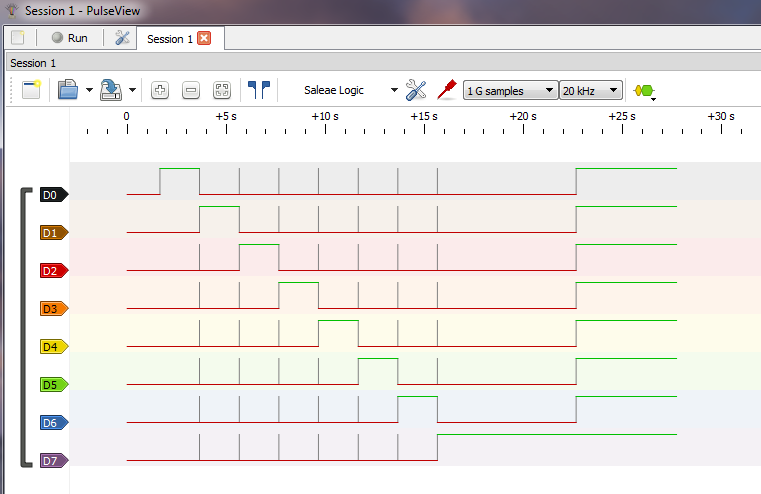 Session 1 - PulseView
Run
Session 1
Session 1
Saleae Logic
1 G samples
20 kHz
0 +5 s +10 s +15 s +20 s +25 s +30 s
D0
D1
D2
D3
D4
D5
D6
D7